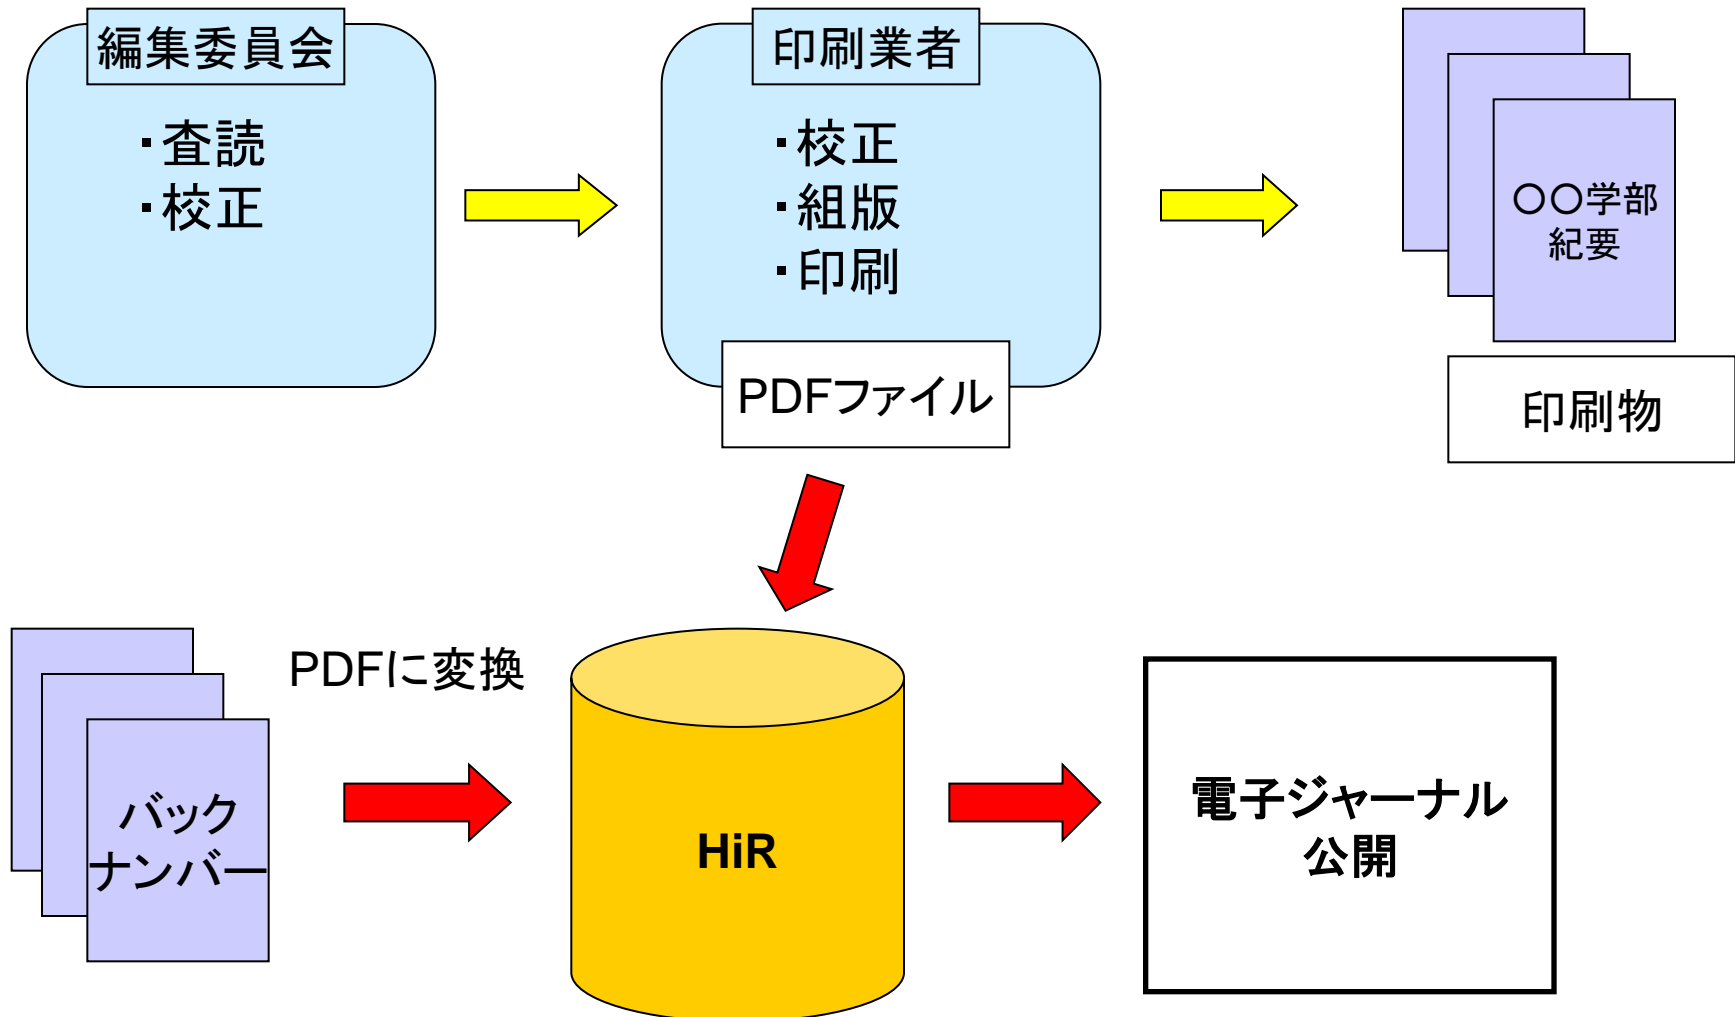 編集委員会
・査読
・校正
印刷業者
・校正
・組版
・印刷
PDFファイル
〇〇学部
紀要
印刷物
バック
ナンバー
PDFに変換
HiR
電子ジャーナル
公開